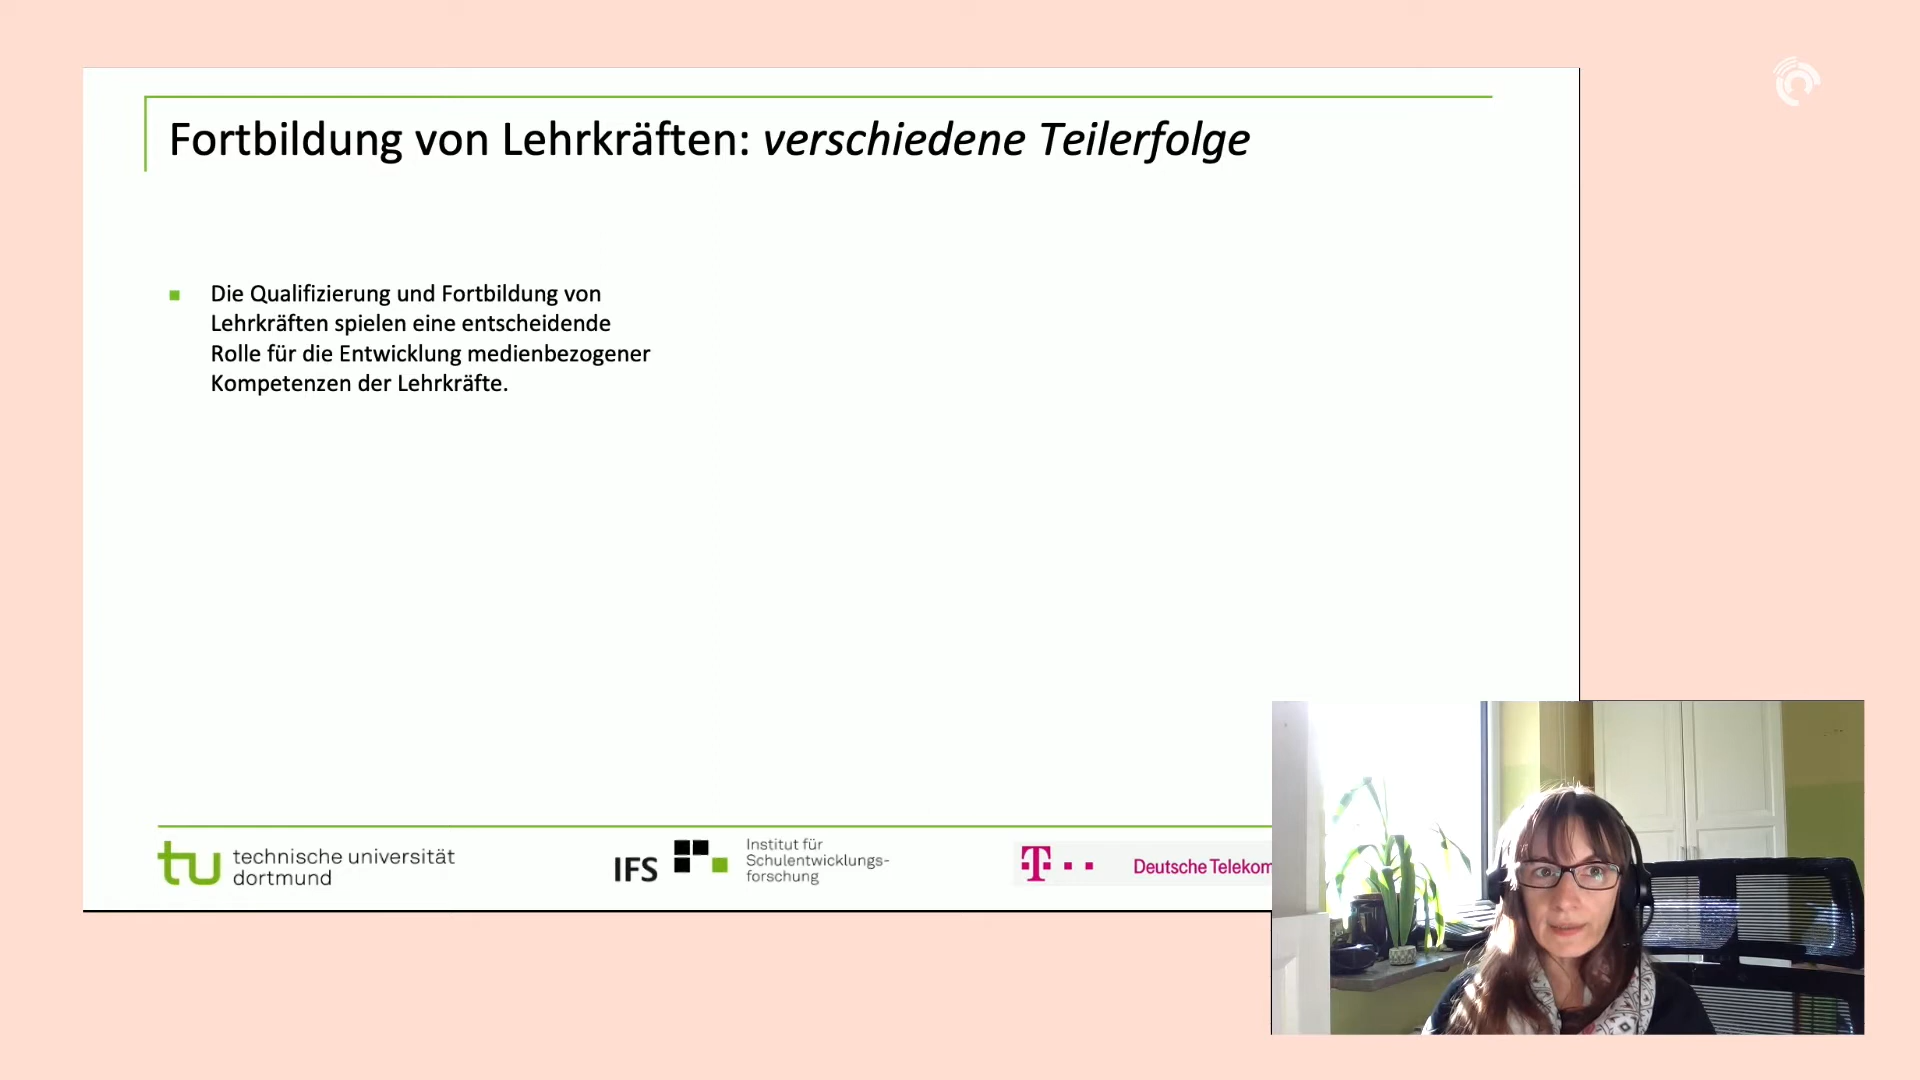 Fortbildung von Lehrkräften: verschiedene Teilerfolge
Die Qualifizierung und Fortbildung von
Lehrkräften spielen eine entscheidende
Rolle für die Entwicklung medienbezogener
Kompetenzen der Lehrkräfte.
tu technische universität
dortmund
IFS
Institut für
Schulentwicklungs-
forschung
T
Deutsche Telekom